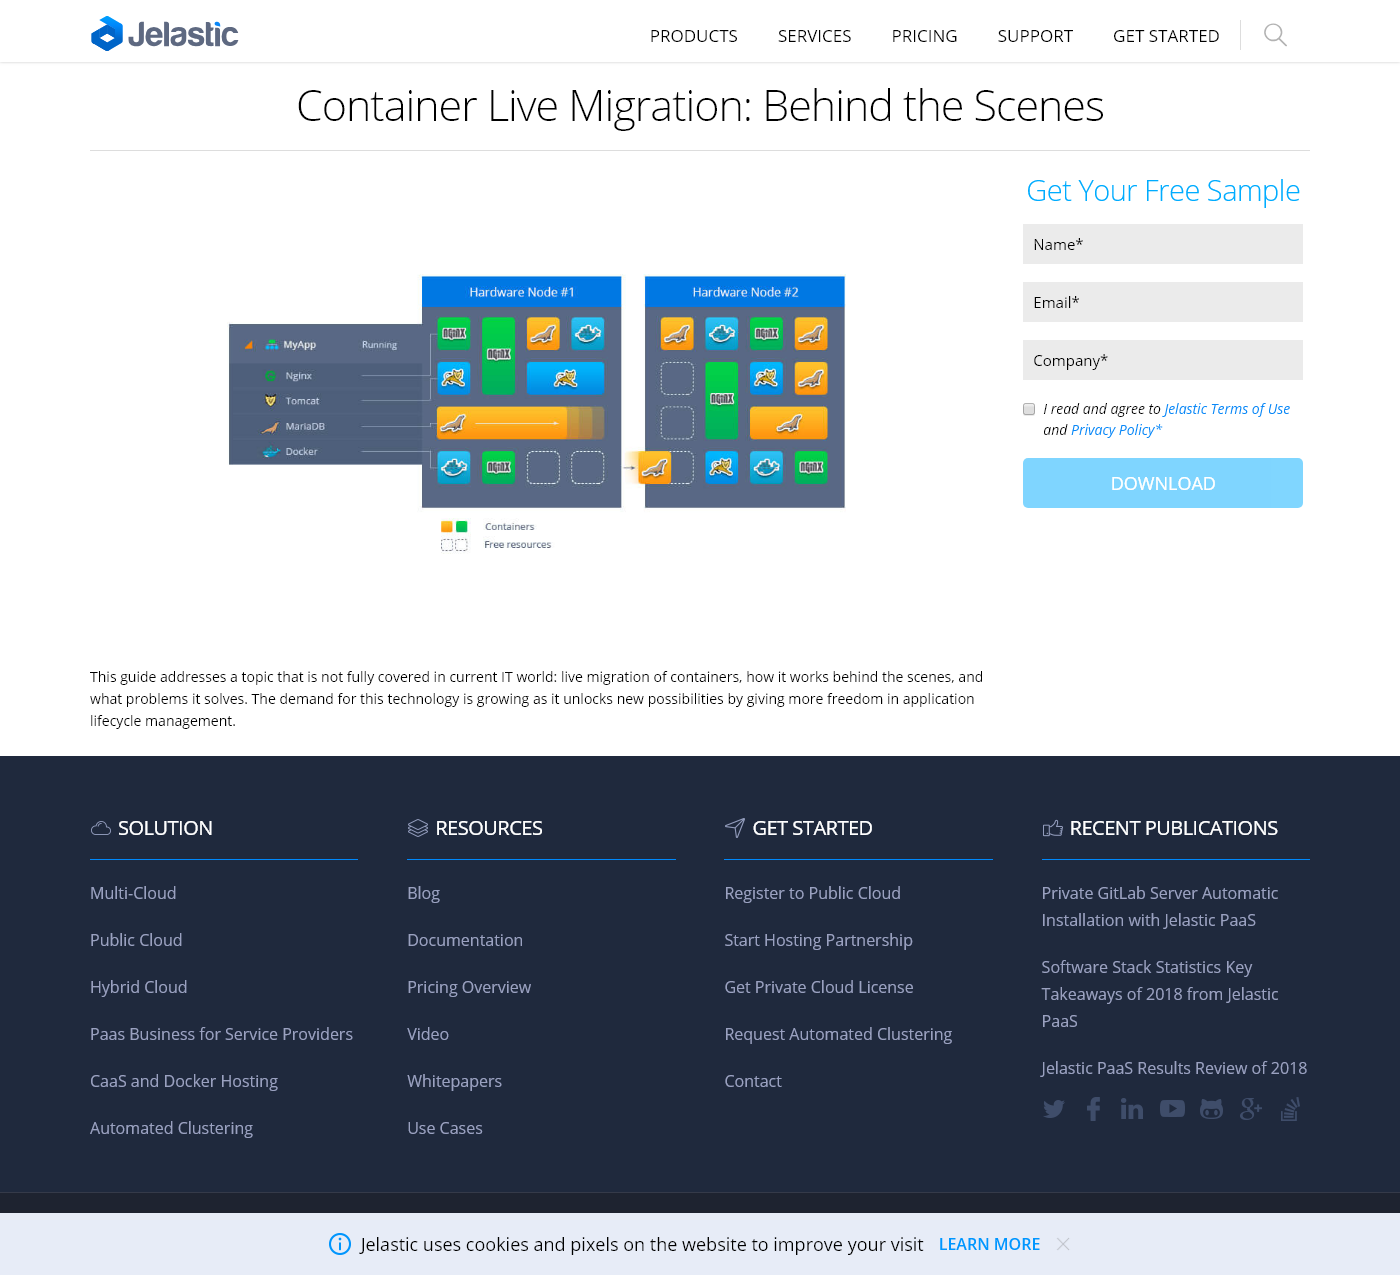 Jelastic
PRODUCTS
SERVICES
PRICING
SUPPORT
GET STARTED
Container Live Migration: Behind the Scenes
Hardware Node #1
Hardware Node #2
MyApp
Running
Nginx
Tomcat
MariaDB
Docker
NGINX
NGINX
NGINX
NGINX
NGINX
NGINX
Containers
Free resources
Get Your Free Sample
Name*
Email*
Company*
I read and agree to Jelastic Terms of Use
and Privacy Policy*
DOWNLOAD
This guide addresses a topic that is not fully covered in current IT world: live migration of containers, how it works behind the scenes, and
what problems it solves. The demand for this technology is growing as it unlocks new possibilities by giving more freedom in application
lifecycle management.
SOLUTION
Multi-Cloud
Public Cloud
Hybrid Cloud
Paas Business for Service Providers
CaaS and Docker Hosting
Automated Clustering
RESOURCES
Blog
Documentation
Pricing Overview
Video
Whitepapers
Use Cases
GET STARTED
Register to Public Cloud
Start Hosting Partnership
Get Private Cloud License
Request Automated Clustering
Contact
RECENT PUBLICATIONS
Private GitLab Server Automatic
Installation with Jelastic PaaS
Software Stack Statistics Key
Takeaways of 2018 from Jelastic
PaaS
Jelastic PaaS Results Review of 2018
Jelastic uses cookies and pixels on the website to improve your visit LEARN MORE